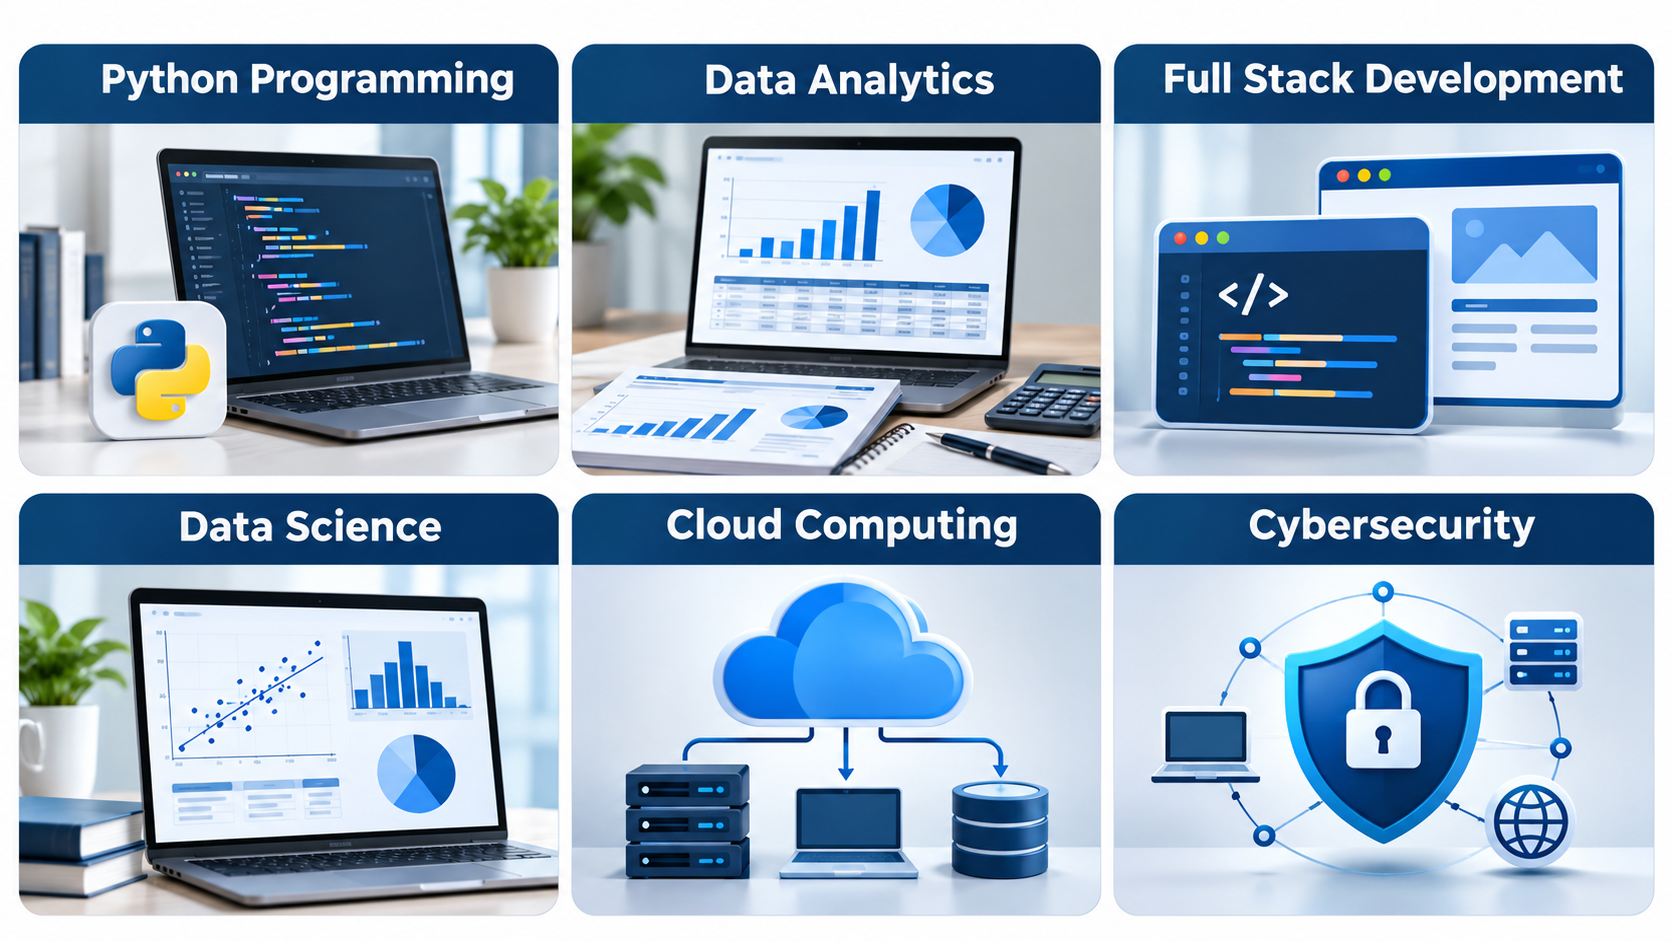 Python Programming
Data Analytics
Full Stack Development
</>
Data Science
Cloud Computing
Cybersecurity